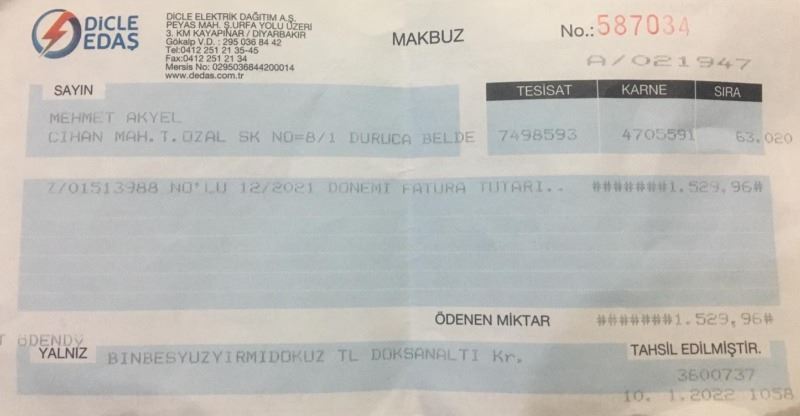 DİCLE
EDAŞ
DİCLE ELEKTRİK DAĞITIM A.Ş.
PEYAS MAH. Ş.URFA YOLU ÜZERİ
3. KM KAYAPINAR / DİYARBAKIR
Gökalp V.D. : 295 036 84 42
Tel:0412 251 21 35-45
Fax:0412 251 21 34
Mersis No: 0295036844200014
www.dedas.com.tr
MAKBUZ
No.: 587034
A/021947
SAYIN
TESİSAT KARNE SIRA
MEHMET AKYEL
CIHAN MAH.T.OZAL SK NO=8/1 DURUCA BELDE 7498593 4705591 63.020
Z/01513988 NO'LU 12/2021 DONEMI FATURA TUTARI.. #######1.529,96#
ÖDENEN MİKTAR #######1.529,96#
T ÖDENDY
YALNIZ BINBESYUZYIRMIDOKUZ TL DOKSANALTI Kr. TAHSİL EDİLMİŞTİR.
3600737
10. 1.2022 1058